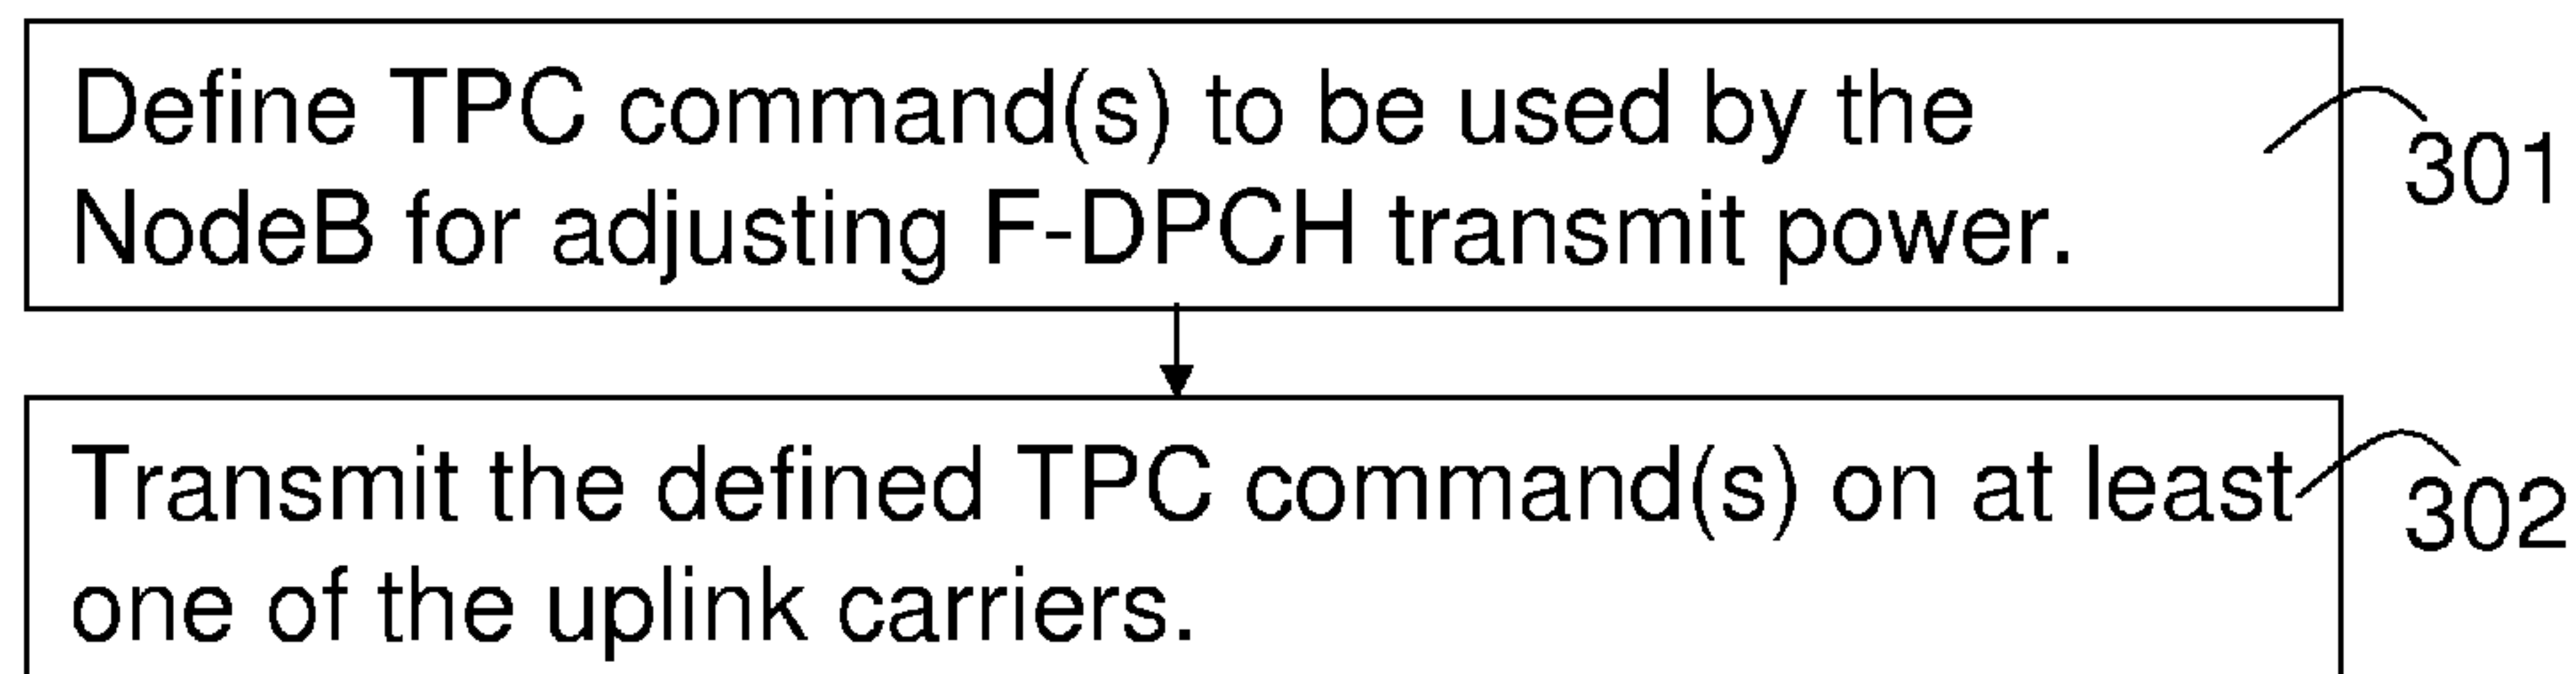 Define TPC command(s) to be used by the
NodeB for adjusting F-DPCH transmit power.
301
Transmit the defined TPC command(s) on at least
one of the uplink carriers.
302